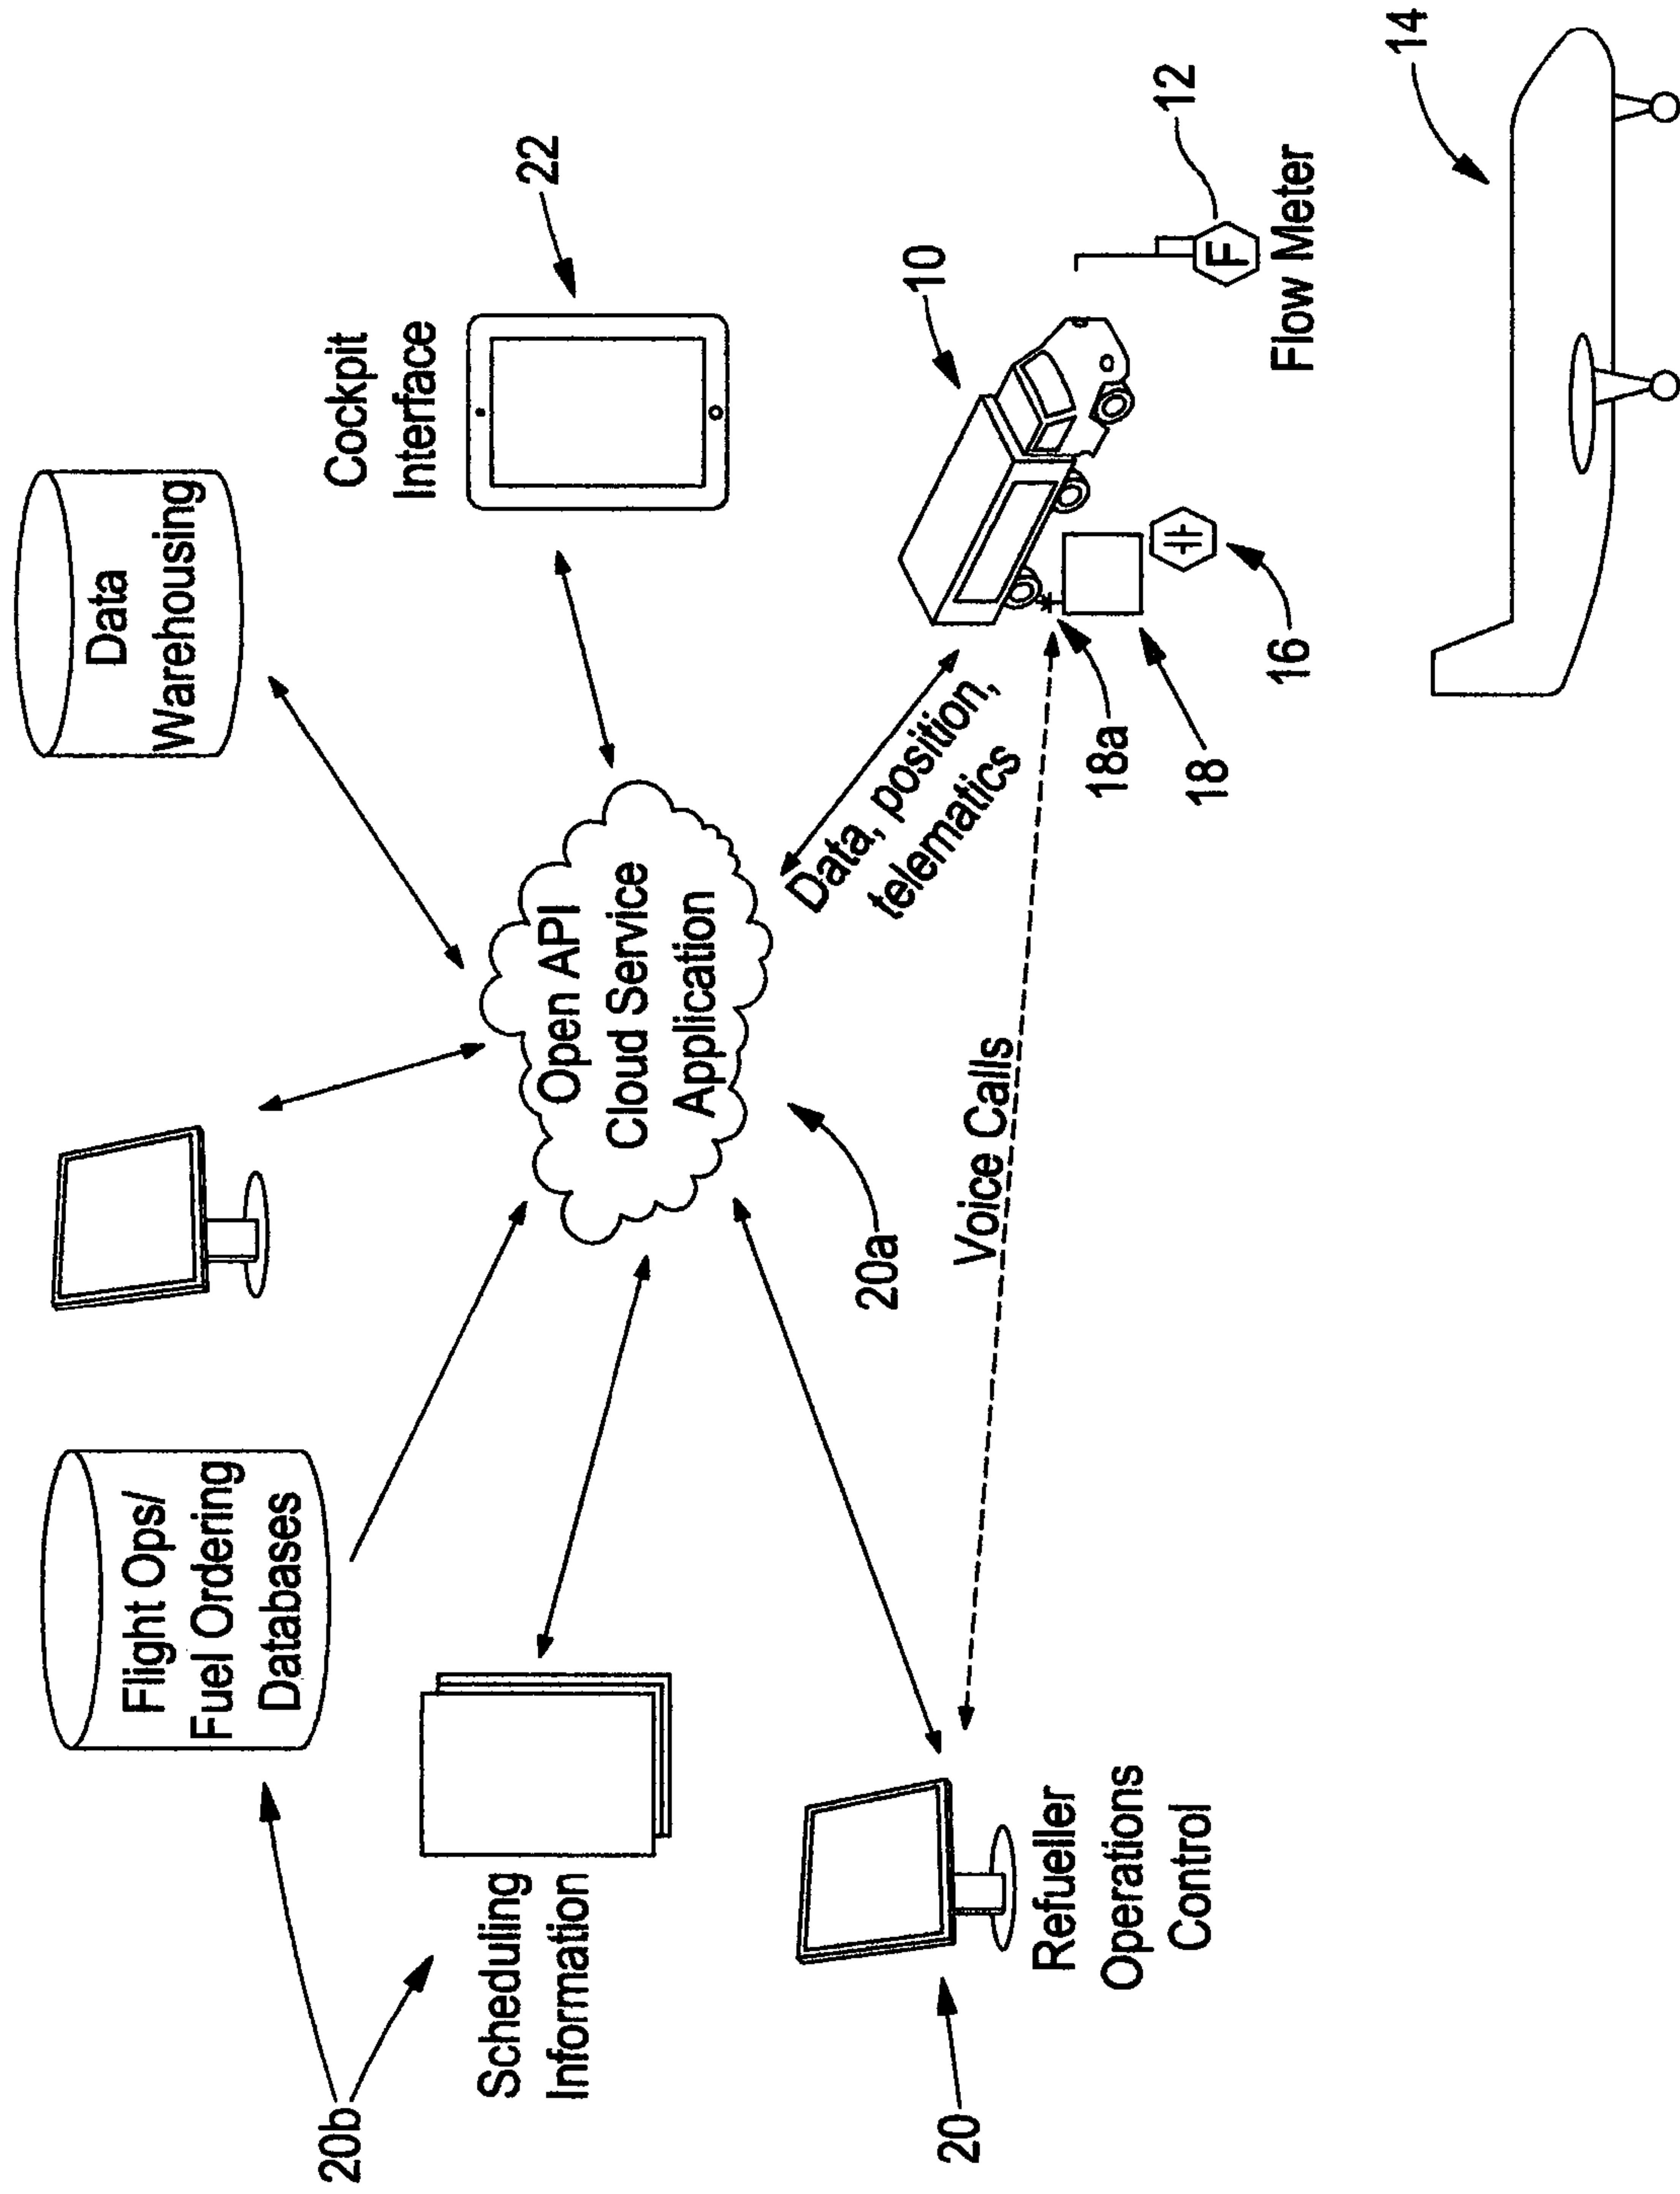 20b
Flight Ops/
Fuel Ordering
Databases
Data
Warehousing
Scheduling
Information
Open API
Cloud Service
Application
Cockpit
Interface
22
20a
20
Refueller
Operations
Control
Voice Calls
Data, position,
telematics
10
18a
18
16
F
12
Flow Meter
14